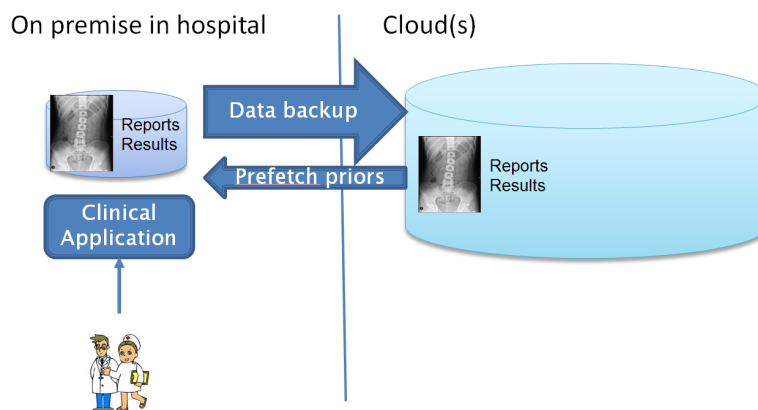 On premise in hospital
Cloud(s)
Data backup
Reports
Results
Prefetch priors
Reports
Results
Clinical
Application